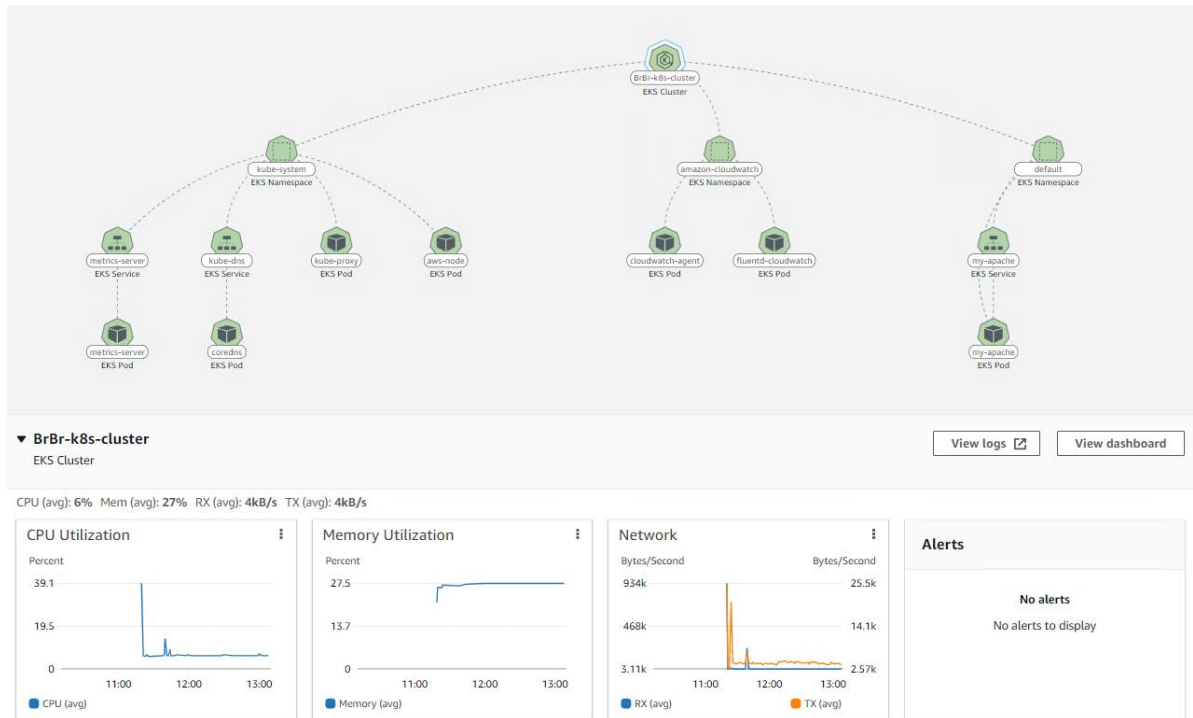 BrBr-k8s-cluster
EKS Cluster
kube-system
EKS Namespace
amazon-cloudwatch
EKS Namespace
default
EKS Namespace
metrics-server
EKS Service
kube-dns
EKS Service
kube-proxy
EKS Pod
aws-node
EKS Pod
cloudwatch-agent
EKS Pod
fluentd-cloudwatch
EKS Pod
my-apache
EKS Service
metrics-server
EKS Pod
coredns
EKS Pod
my-apache
EKS Pod
BrBr-k8s-cluster
EKS Cluster
View logs
View dashboard
CPU (avg): 6% Mem (avg): 27% RX (avg): 4kB/s TX (avg): 4kB/s
CPU Utilization
Percent
39.1
19.5
0
11:00 12:00 13:00
CPU (avg)
Memory Utilization
Percent
27.5
13.7
0
11:00 12:00 13:00
Memory (avg)
Network
Bytes/Second Bytes/Second
934k 25.5k
468k 14.1k
3.11k 2.57k
11:00 12:00 13:00
RX (avg) TX (avg)
Alerts
No alerts
No alerts to display